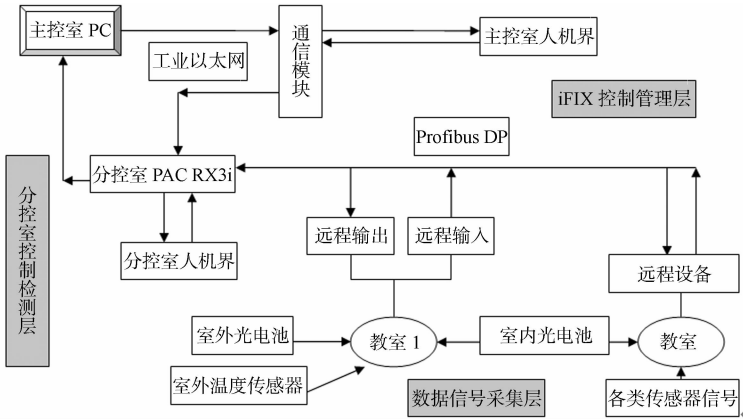 主控室 PC
通信模块
主控室人机界
工业以太网
iFIX 控制管理层
Profibus DP
分控室控制检测层
分控室 PAC RX3i
远程输出
远程输入
分控室人机界
远程设备
室外光电池
教室 1
室内光电池
教室
室外温度传感器
数据信号采集层
各类传感器信号